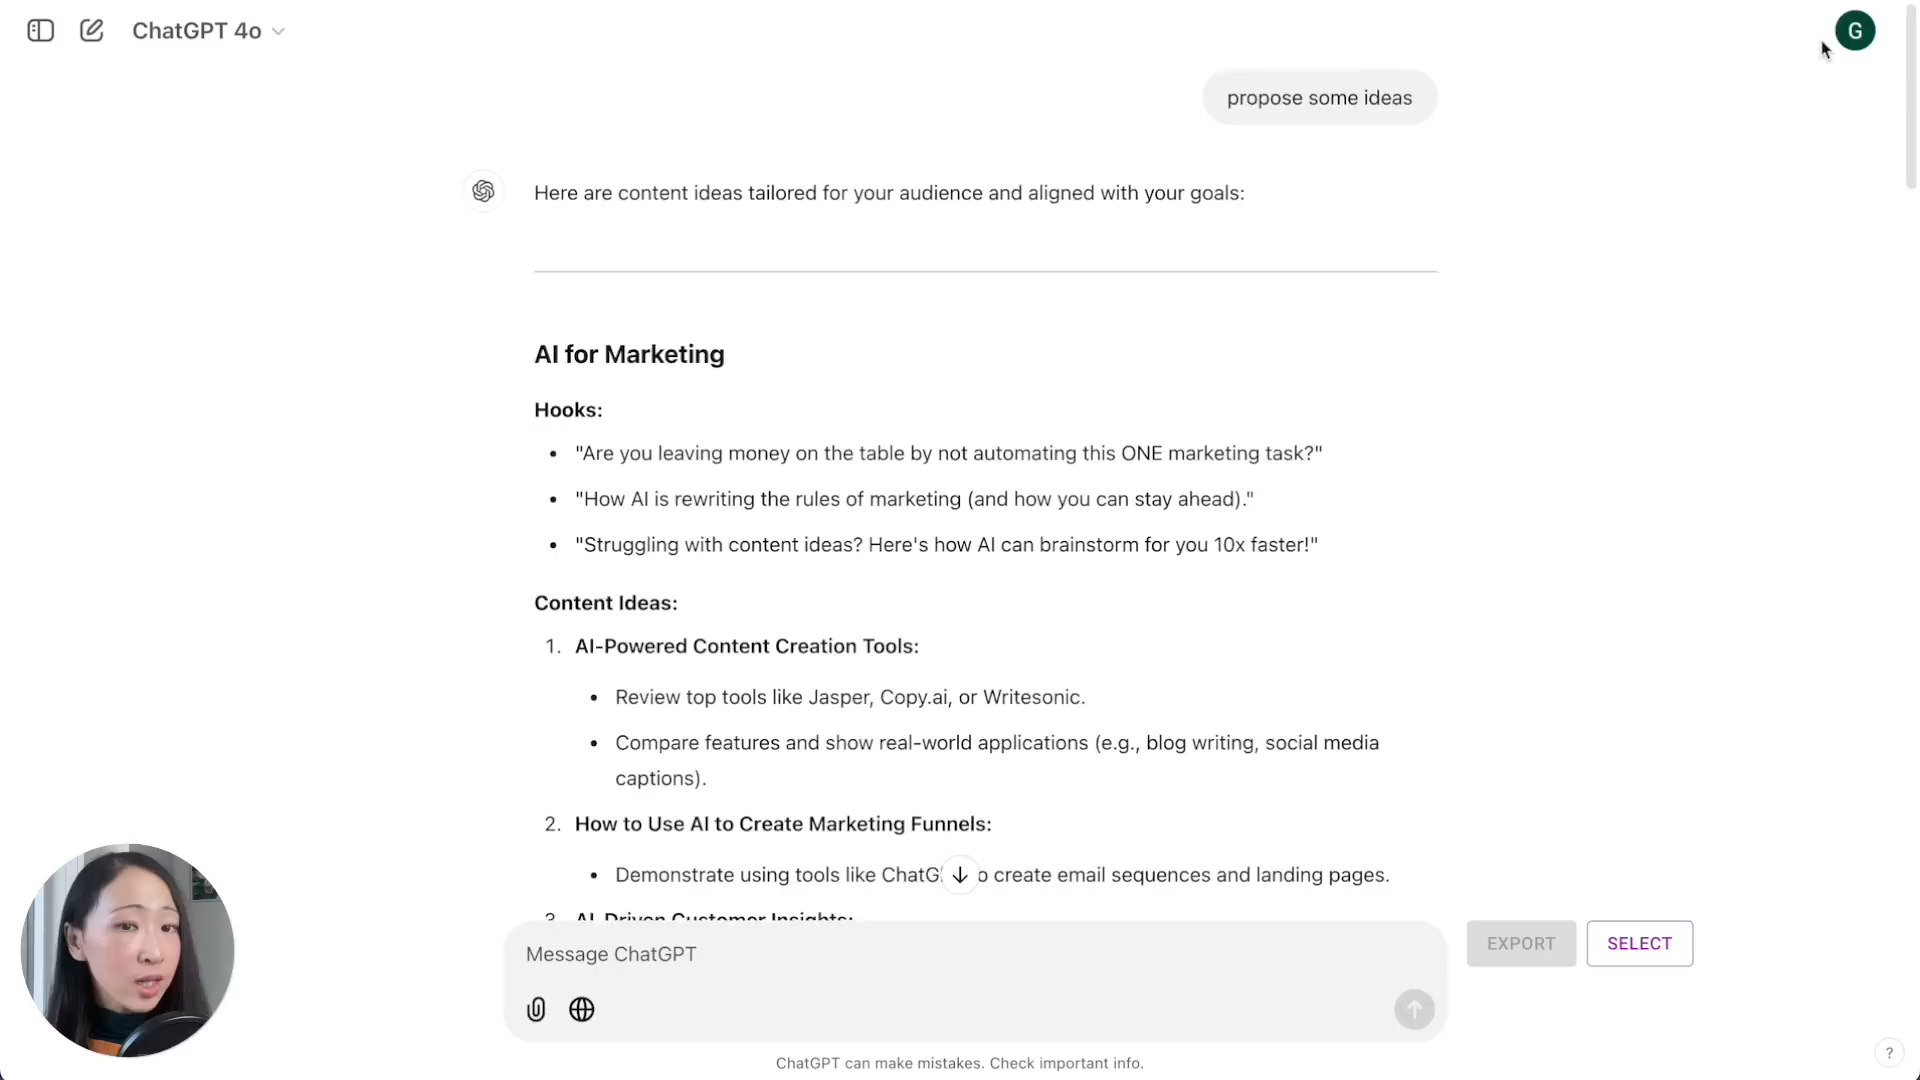 ChatGPT 4o
G
propose some ideas
Here are content ideas tailored for your audience and aligned with your goals:
AI for Marketing
Hooks:
• "Are you leaving money on the table by not automating this ONE marketing task?"
• "How AI is rewriting the rules of marketing (and how you can stay ahead)."
• "Struggling with content ideas? Here's how AI can brainstorm for you 10x faster!"
Content Ideas:
1. AI-Powered Content Creation Tools:
• Review top tools like Jasper, Copy.ai, or Writesonic.
• Compare features and show real-world applications (e.g., blog writing, social media
captions).
2. How to Use AI to Create Marketing Funnels:
• Demonstrate using tools like ChatG o create email sequences and landing pages.
3. AI-Driven Customer Insights:
Message ChatGPT
EXPORT
SELECT
ChatGPT can make mistakes. Check important info.
?